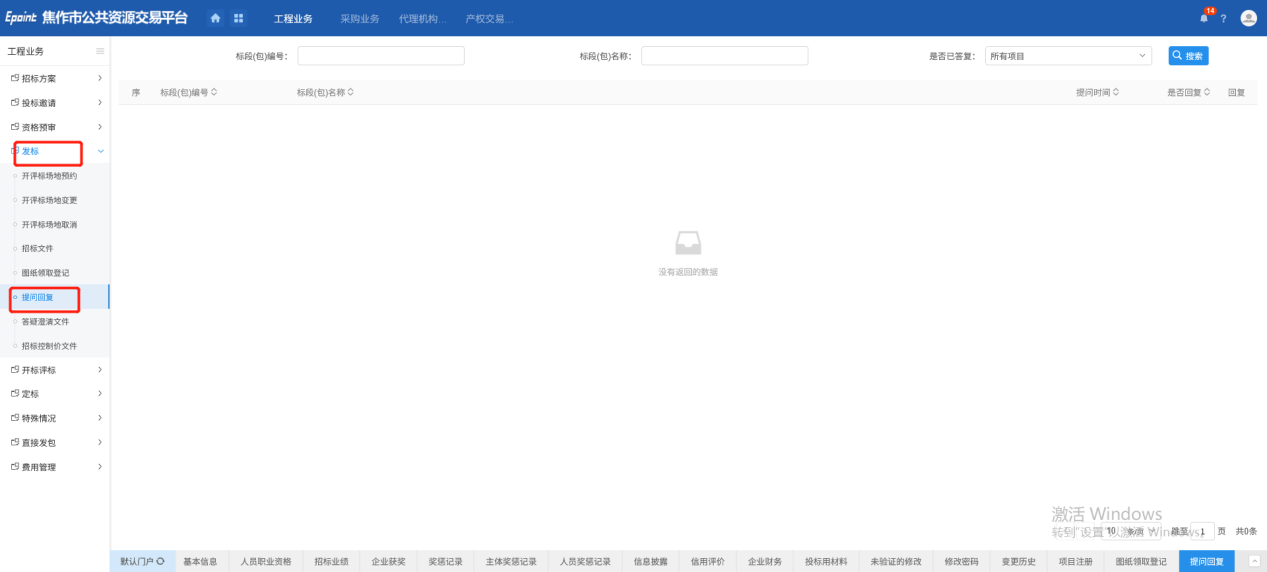 Epoint 焦作市公共资源交易平台 工程业务 采购业务 代理机构... 产权交易... 14 ?
工程业务
标段(包)编号： 标段(包)名称： 是否已答复： 所有项目 搜索
序 标段(包)编号 标段(包)名称 提问时间 是否回复 回复
招标方案
投标邀请
资格预审
发标
开评标场地预约
开评标场地变更
开评标场地取消
招标文件
图纸领取登记
提问回复
答疑澄清文件
招标控制价文件
开标评标
定标
特殊情况
直接发包
费用管理
没有返回的数据
激活 Windows
转到"设置"以激活 Windows。
10 条/页 跳至 1 页 共0条
默认门户 基本信息 人员职业资格 招标业绩 企业获奖 奖惩记录 主体奖惩记录 人员奖惩记录 信息披露 信用评价 企业财务 投标用材料 未验证的修改 修改密码 变更历史 项目注册 图纸领取登记 提问回复